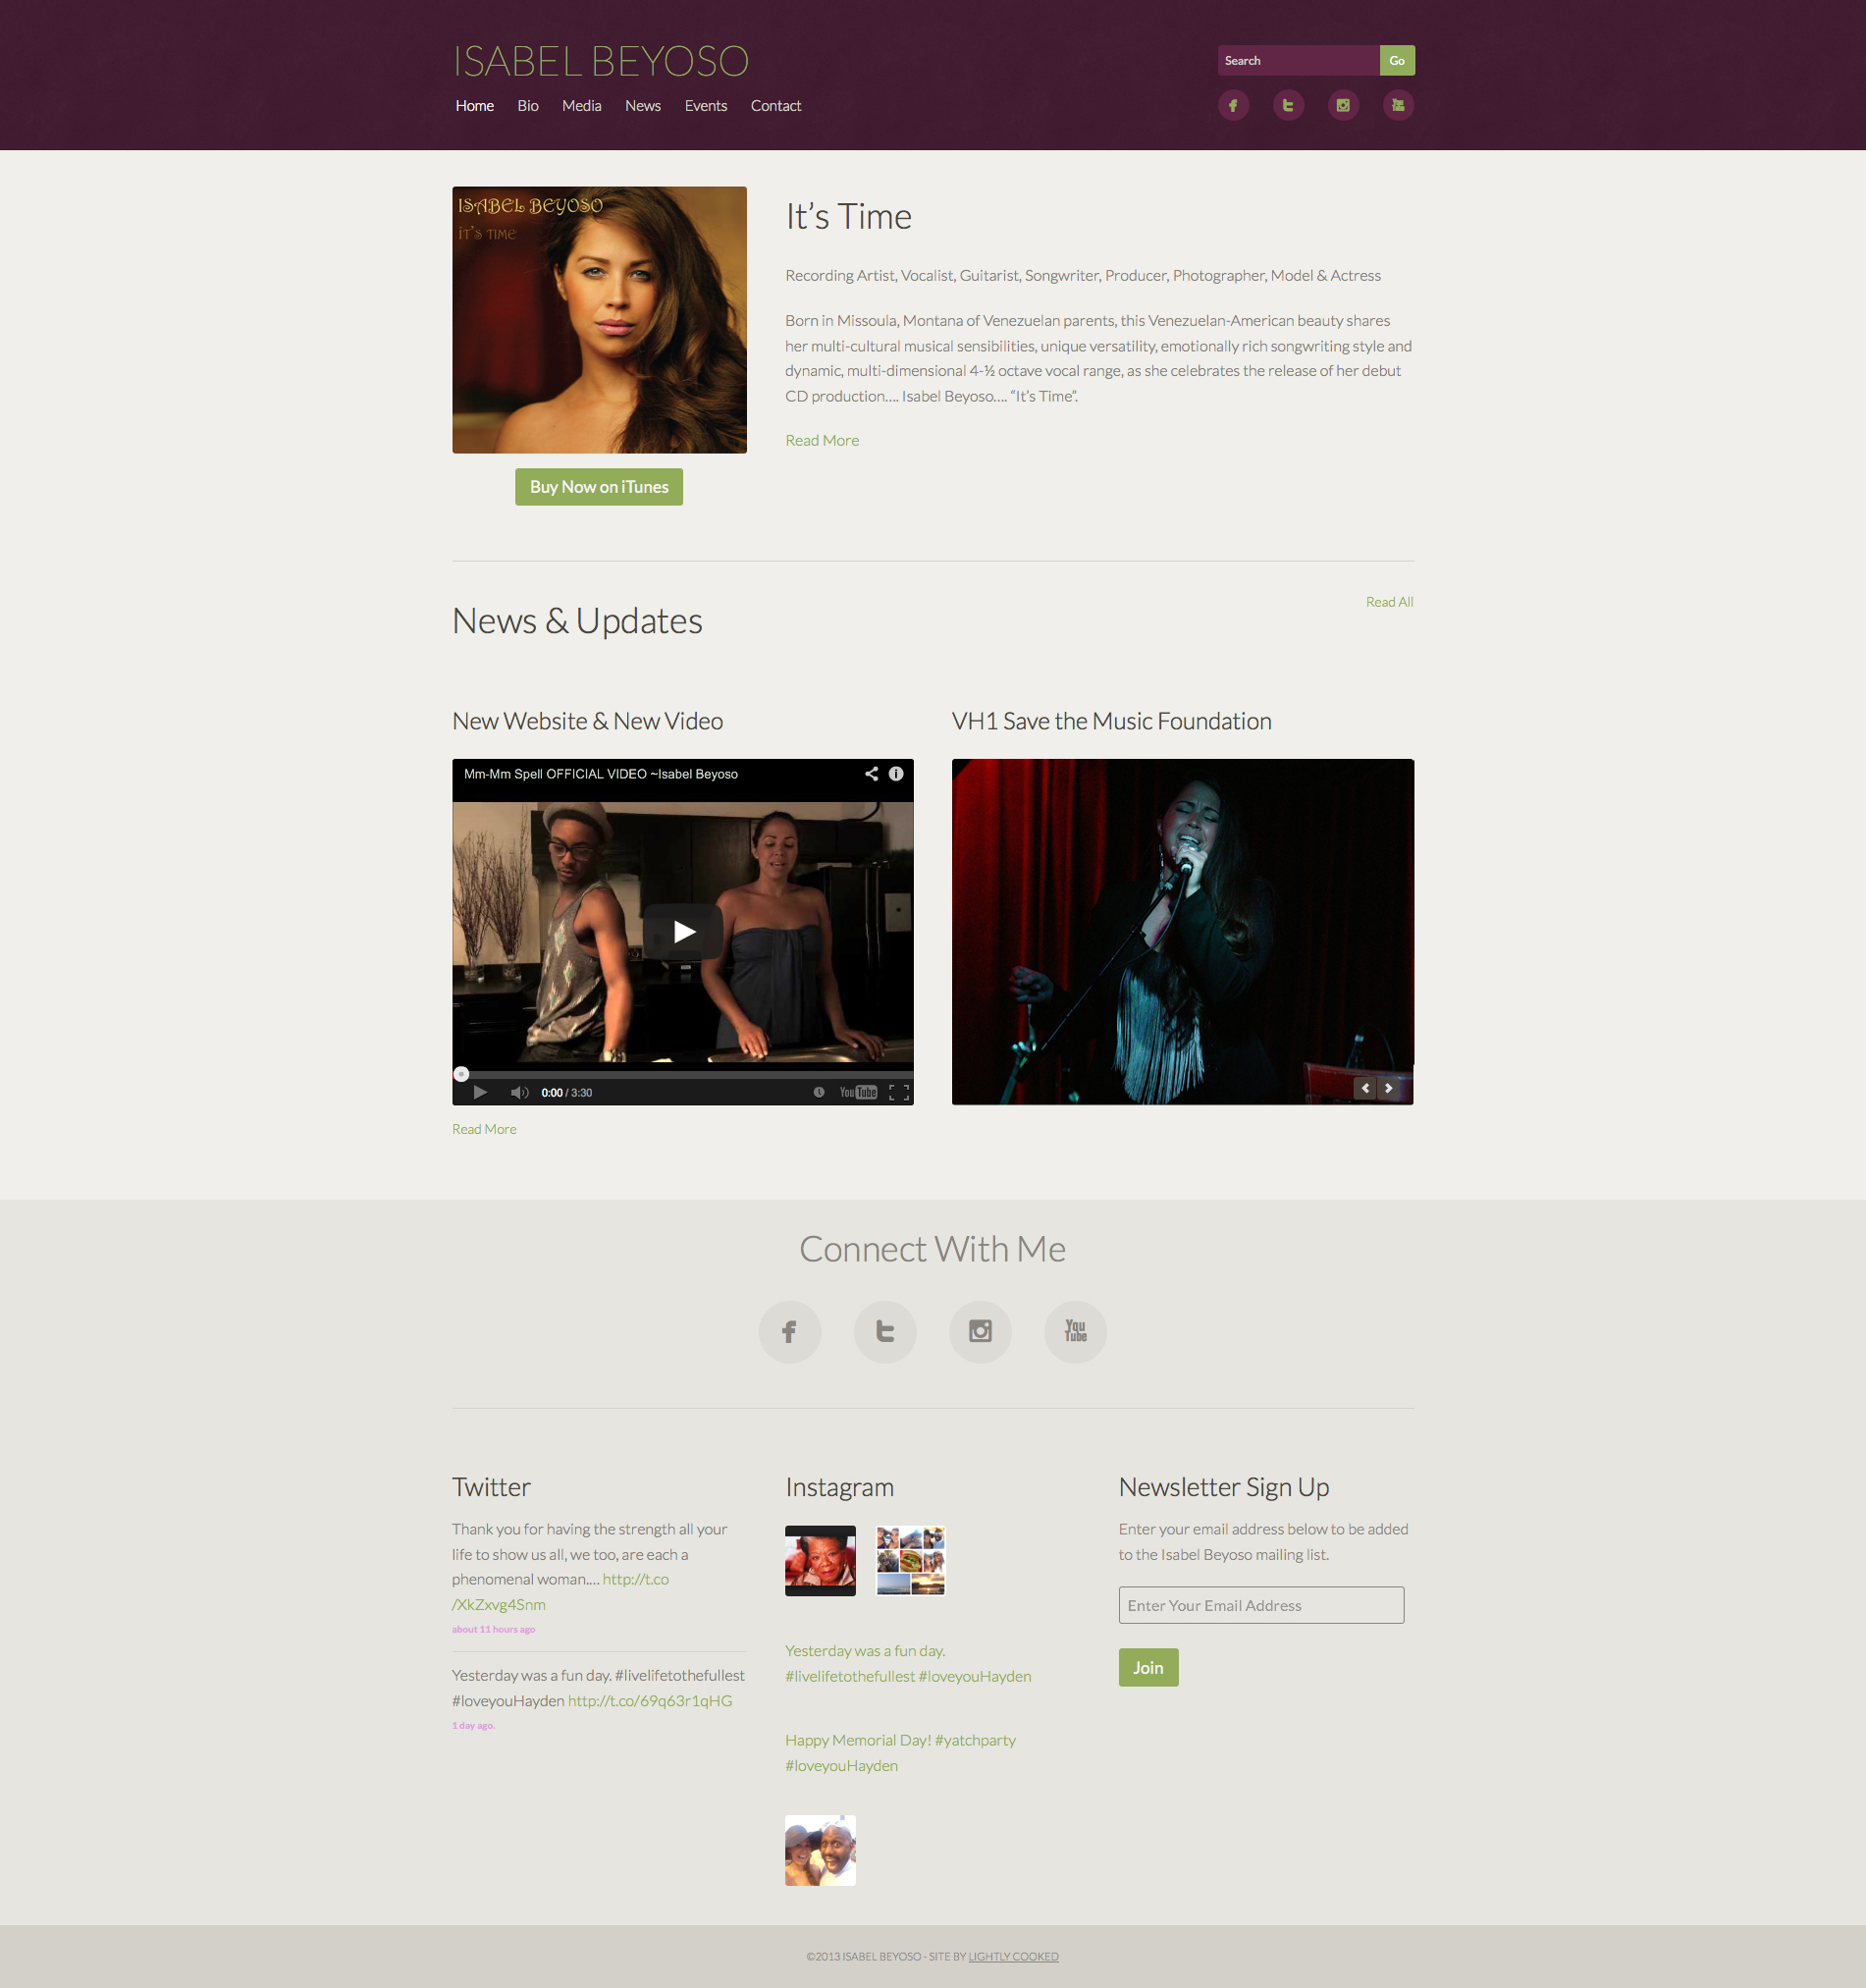 ISABEL BEYOSO
Search
Go
Home Bio Media News Events Contact
ISABEL BEYOSO
IT'S TIME
It’s Time
Recording Artist, Vocalist, Guitarist, Songwriter, Producer, Photographer, Model & Actress
Born in Missoula, Montana of Venezuelan parents, this Venezuelan-American beauty shares
her multi-cultural musical sensibilities, unique versatility, emotionally rich songwriting style and
dynamic, multi-dimensional 4-½ octave vocal range, as she celebrates the release of her debut
CD production.... Isabel Beyoso.... “It’s Time”.
Read More
Buy Now on iTunes
News & Updates
Read All
New Website & New Video
Mm-Mm Spell OFFICIAL VIDEO ~Isabel Beyoso
0:00 / 3:30
YouTube
Read More
VH1 Save the Music Foundation
Connect With Me
You
Tube
Twitter
Thank you for having the strength all your
life to show us all, we too, are each a
phenomenal woman.... http://t.co
/XkZxvg4Snm
about 11 hours ago
Yesterday was a fun day. #livelifetothefullest
#loveyouHayden http://t.co/69q63r1qHG
1 day ago.
Instagram
Yesterday was a fun day.
#livelifetothefullest #loveyouHayden
Happy Memorial Day! #yatchparty
#loveyouHayden
Newsletter Sign Up
Enter your email address below to be added
to the Isabel Beyoso mailing list.
Enter Your Email Address
Join
©2013 ISABEL BEYOSO - SITE BY LIGHTLY COOKED